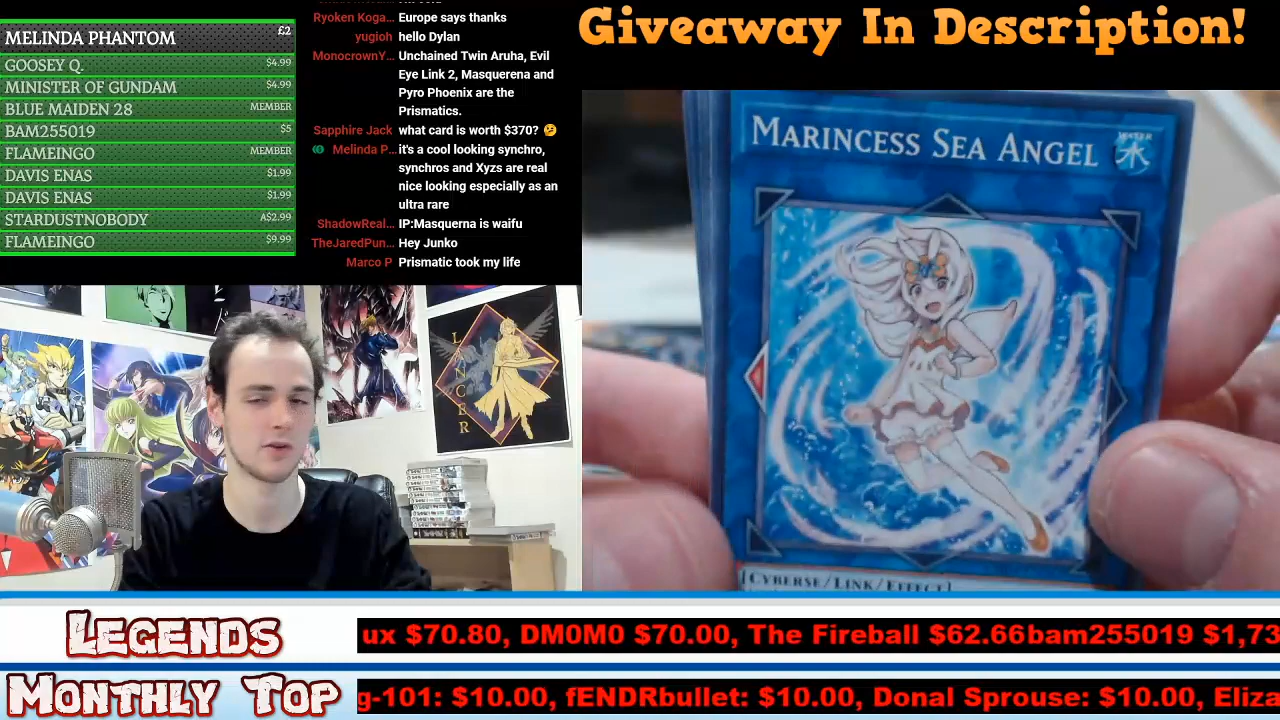 MELINDA PHANTOM £2
GOOSEY Q. $4.99
MINISTER OF GUNDAM $4.99
BLUE MAIDEN 28 MEMBER
BAM255019 $5
FLAMEINGO MEMBER
DAVIS ENAS $1.99
DAVIS ENAS $1.99
STARDUSTNOBODY A$2.99
FLAMEINGO $9.99
Ryoken Koga... Europe says thanks
yugioh hello Dylan
MonocrownY... Unchained Twin Aruha, Evil
Eye Link 2, Masquerena and
Pyro Phoenix are the
Prismatics.
Sapphire Jack what card is worth $370? 🤔
Melinda P... it's a cool looking synchro,
synchros and Xyzs are real
nice looking especially as an
ultra rare
ShadowReal... IP:Masquerna is waifu
TheJaredPun... Hey Junko
Marco P Prismatic took my life
Giveaway In Description!
MARINCESS SEA ANGEL
WATER
水
[CYBERSE/LINK/EFFECT]
LANCER
LEGENDS
ux $70.80, DM0M0 $70.00, The Fireball $62.66bam255019 $1,73
MONTHLY TOP
g-101: $10.00, fENDRbullet: $10.00, Donal Sprouse: $10.00, Eliza